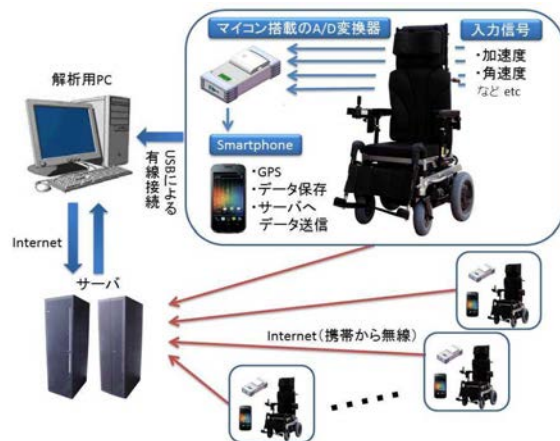 マイコン搭載のA/D変換器
入力信号
・加速度
・角速度
など etc
解析用PC
Smartphone
・GPS
・データ保存
・サーバへ
データ送信
USBによる
有線接続
Internet
サーバ
Internet(携帯から無線)